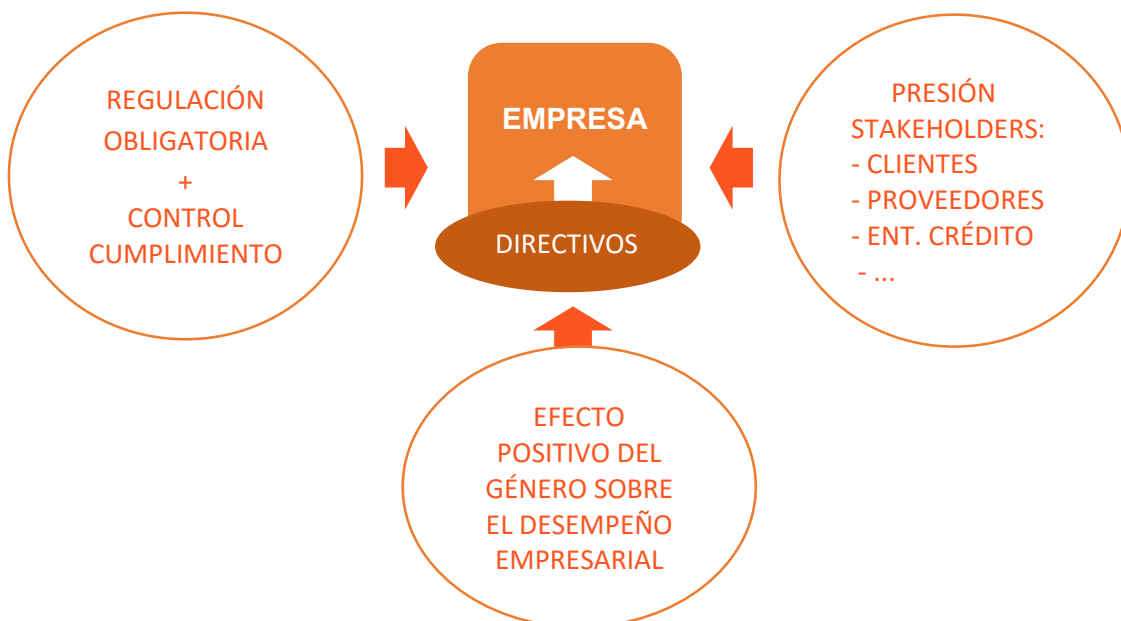 REGULACIÓN
OBLIGATORIA
+
CONTROL
CUMPLIMIENTO
EMPRESA
DIRECTIVOS
PRESIÓN
STAKEHOLDERS:
- CLIENTES
- PROVEEDORES
- ENT. CRÉDITO
- ...
EFECTO
POSITIVO DEL
GÉNERO SOBRE
EL DESEMPEÑO
EMPRESARIAL